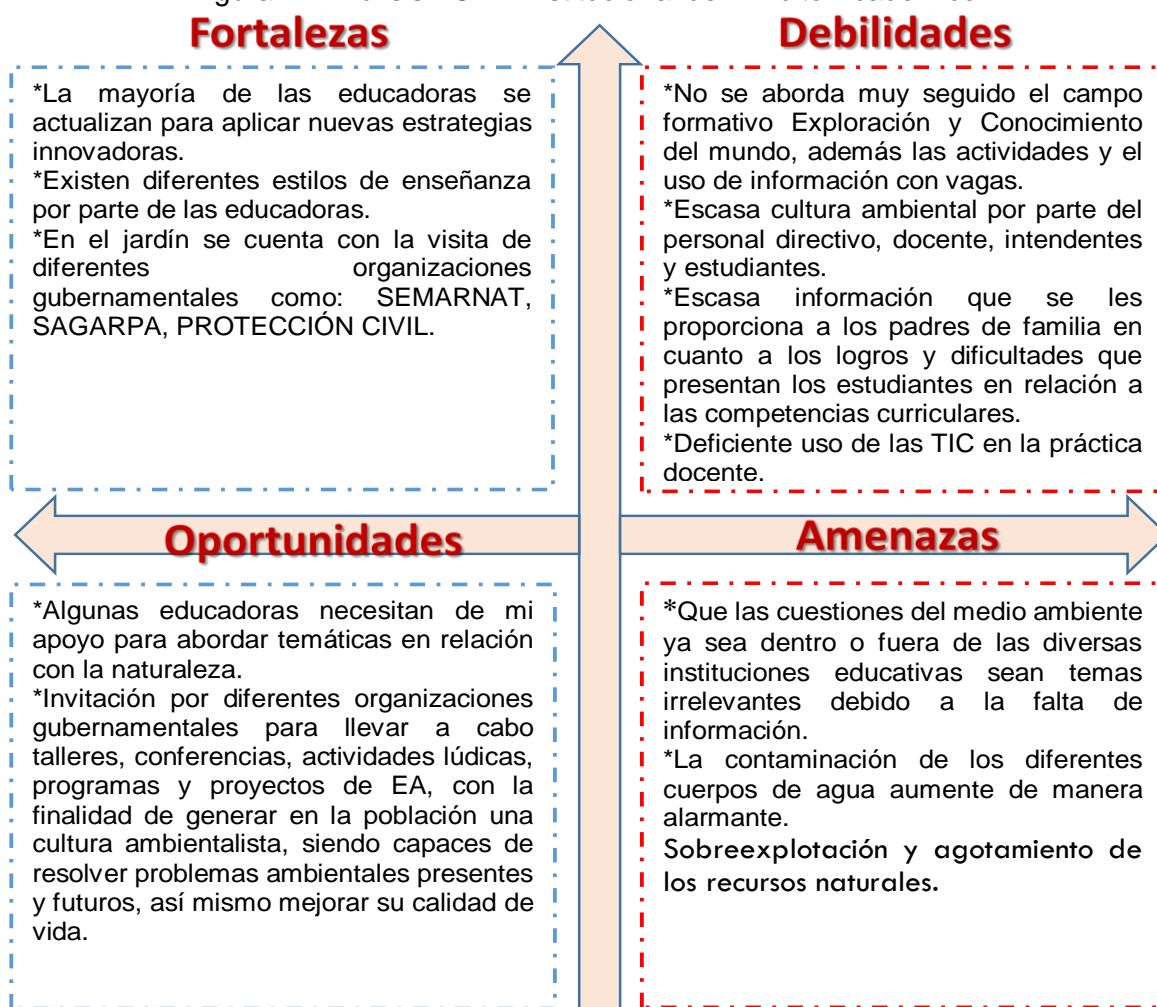 Fortalezas
*La mayoría de las educadoras se
actualizan para aplicar nuevas estrategias
innovadoras.
*Existen diferentes estilos de enseñanza
por parte de las educadoras.
*En el jardín se cuenta con la visita de
diferentes organizaciones
gubernamentales como: SEMARNAT,
SAGARPA, PROTECCIÓN CIVIL.
Debilidades
*No se aborda muy seguido el campo
formativo Exploración y Conocimiento
del mundo, además las actividades y el
uso de información con vagas.
*Escasa cultura ambiental por parte del
personal directivo, docente, intendentes
y estudiantes.
*Escasa información que se les
proporciona a los padres de familia en
cuanto a los logros y dificultades que
presentan los estudiantes en relación a
las competencias curriculares.
*Deficiente uso de las TIC en la práctica
docente.
Oportunidades
*Algunas educadoras necesitan de mi
apoyo para abordar temáticas en relación
con la naturaleza.
*Invitación por diferentes organizaciones
gubernamentales para llevar a cabo
talleres, conferencias, actividades lúdicas,
programas y proyectos de EA, con la
finalidad de generar en la población una
cultura ambientalista, siendo capaces de
resolver problemas ambientales presentes
y futuros, así mismo mejorar su calidad de
vida.
Amenazas
*Que las cuestiones del medio ambiente
ya sea dentro o fuera de las diversas
instituciones educativas sean temas
irrelevantes debido a la falta de
información.
*La contaminación de los diferentes
cuerpos de agua aumente de manera
alarmante.
Sobreexplotación y agotamiento de
los recursos naturales.